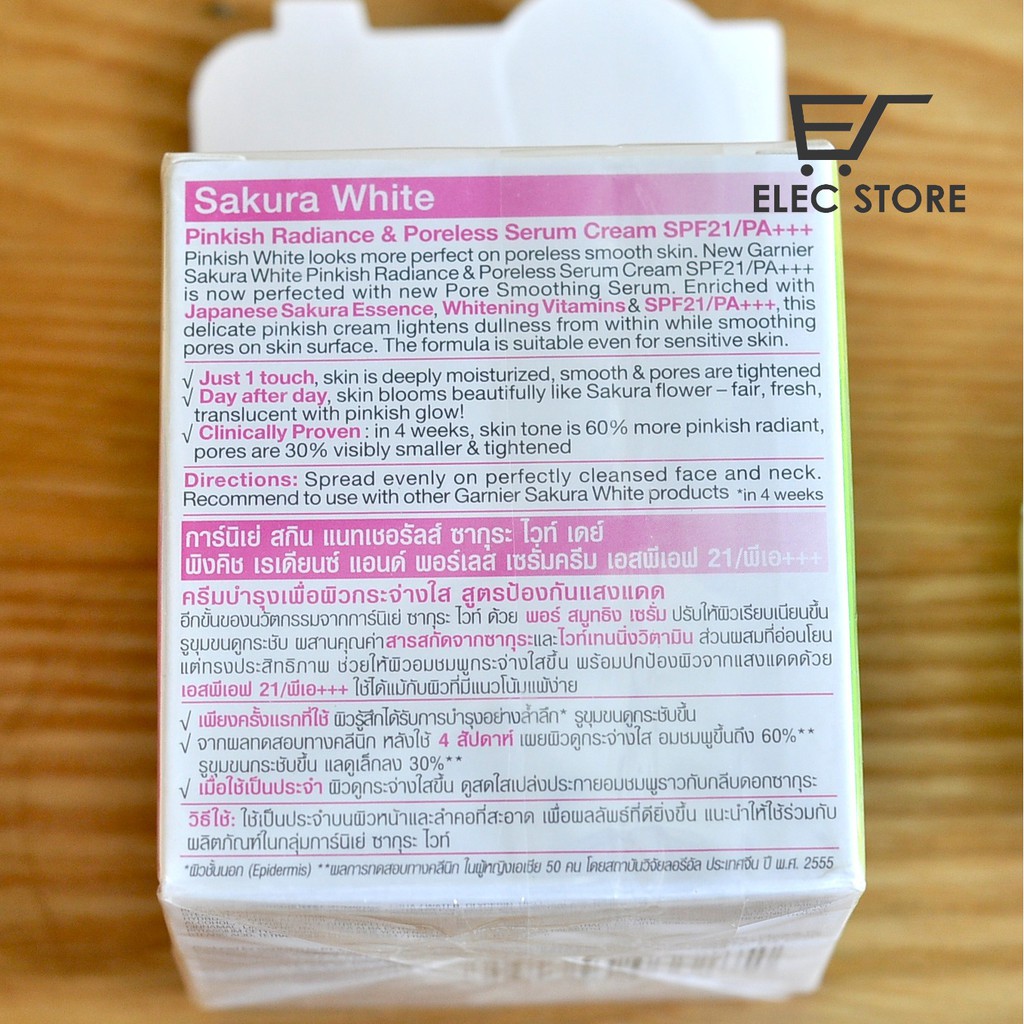 ELEC STORE
Sakura White
Pinkish Radiance & Poreless Serum Cream SPF21/PA+++
Pinkish White looks more perfect on poreless smooth skin. New Garnier
Sakura White Pinkish Radiance & Poreless Serum Cream SPF21/PA+++
is now perfected with new Pore Smoothing Serum. Enriched with
Japanese Sakura Essence, Whitening Vitamins & SPF21/PA+++, this
delicate pinkish cream lightens dullness from within while smoothing
pores on skin surface. The formula is suitable even for sensitive skin.
√ Just 1 touch, skin is deeply moisturized, smooth & pores are tightened
√ Day after day, skin blooms beautifully like Sakura flower – fair, fresh,
translucent with pinkish glow!
√ Clinically Proven : in 4 weeks, skin tone is 60% more pinkish radiant,
pores are 30% visibly smaller & tightened
Directions: Spread evenly on perfectly cleansed face and neck.
Recommend to use with other Garnier Sakura White products *in 4 weeks
การ์นิเย่ สกิน แนทเชอรัลส์ ซากุระ ไวท์ เดย์
พิงคิช เรเดียนซ์ แอนด์ พอร์เลส เซรั่มครีม เอสพีเอฟ 21/พีเอ+++
ครีมบำรุงเพื่อผิวกระจ่างใส สูตรป้องกันแสงแดด
อีกขั้นของนวัตกรรมจากการ์นิเย่ ซากุระ ไวท์ ด้วย พอร์ สมูทธิง เซรั่ม ปรับให้ผิวเรียบเนียนขึ้น
รูขุมขนดูกระชับ ผสานคุณค่าสารสกัดจากซากุระและไวท์เทนนิ่งวิตามิน ส่วนผสมที่อ่อนโยน
แต่ทรงประสิทธิภาพ ช่วยให้ผิวอมชมพูกระจ่างใสขึ้น พร้อมปกป้องผิวจากแสงแดดด้วย
เอสพีเอฟ 21/พีเอ+++ ใช้ได้แม้กับผิวที่มีแนวโน้มแพ้ง่าย
√ เพียงครั้งแรกที่ใช้ ผิวรู้สึกได้รับการบำรุงอย่างล้ำลึก* รูขุมขนดูกระชับขึ้น
√ จากผลทดสอบทางคลีนิก หลังใช้ 4 สัปดาห์ เผยผิวดูกระจ่างใส อมชมพูขึ้นถึง 60%**
รูขุมขนกระชับขึ้น แลดูเล็กลง 30%**
√ เมื่อใช้เป็นประจำ ผิวดูกระจ่างใสขึ้น ดูสดใสเปล่งประกายอมชมพูราวกับกลีบดอกซากุระ
วิธีใช้: ใช้เป็นประจำบนผิวหน้าและลำคอที่สะอาด เพื่อผลลัพธ์ที่ดียิ่งขึ้น แนะนำให้ใช้ร่วมกับ
ผลิตภัณฑ์ในกลุ่มการ์นิเย่ ซากุระ ไวท์
*ผิวชั้นนอก (Epidermis) **ผลการทดสอบทางคลีนิก ในผู้หญิงเอเชีย 50 คน โดยสถาบันวิจัยลอรีอัล ประเทศจีน ปี พ.ศ. 2555